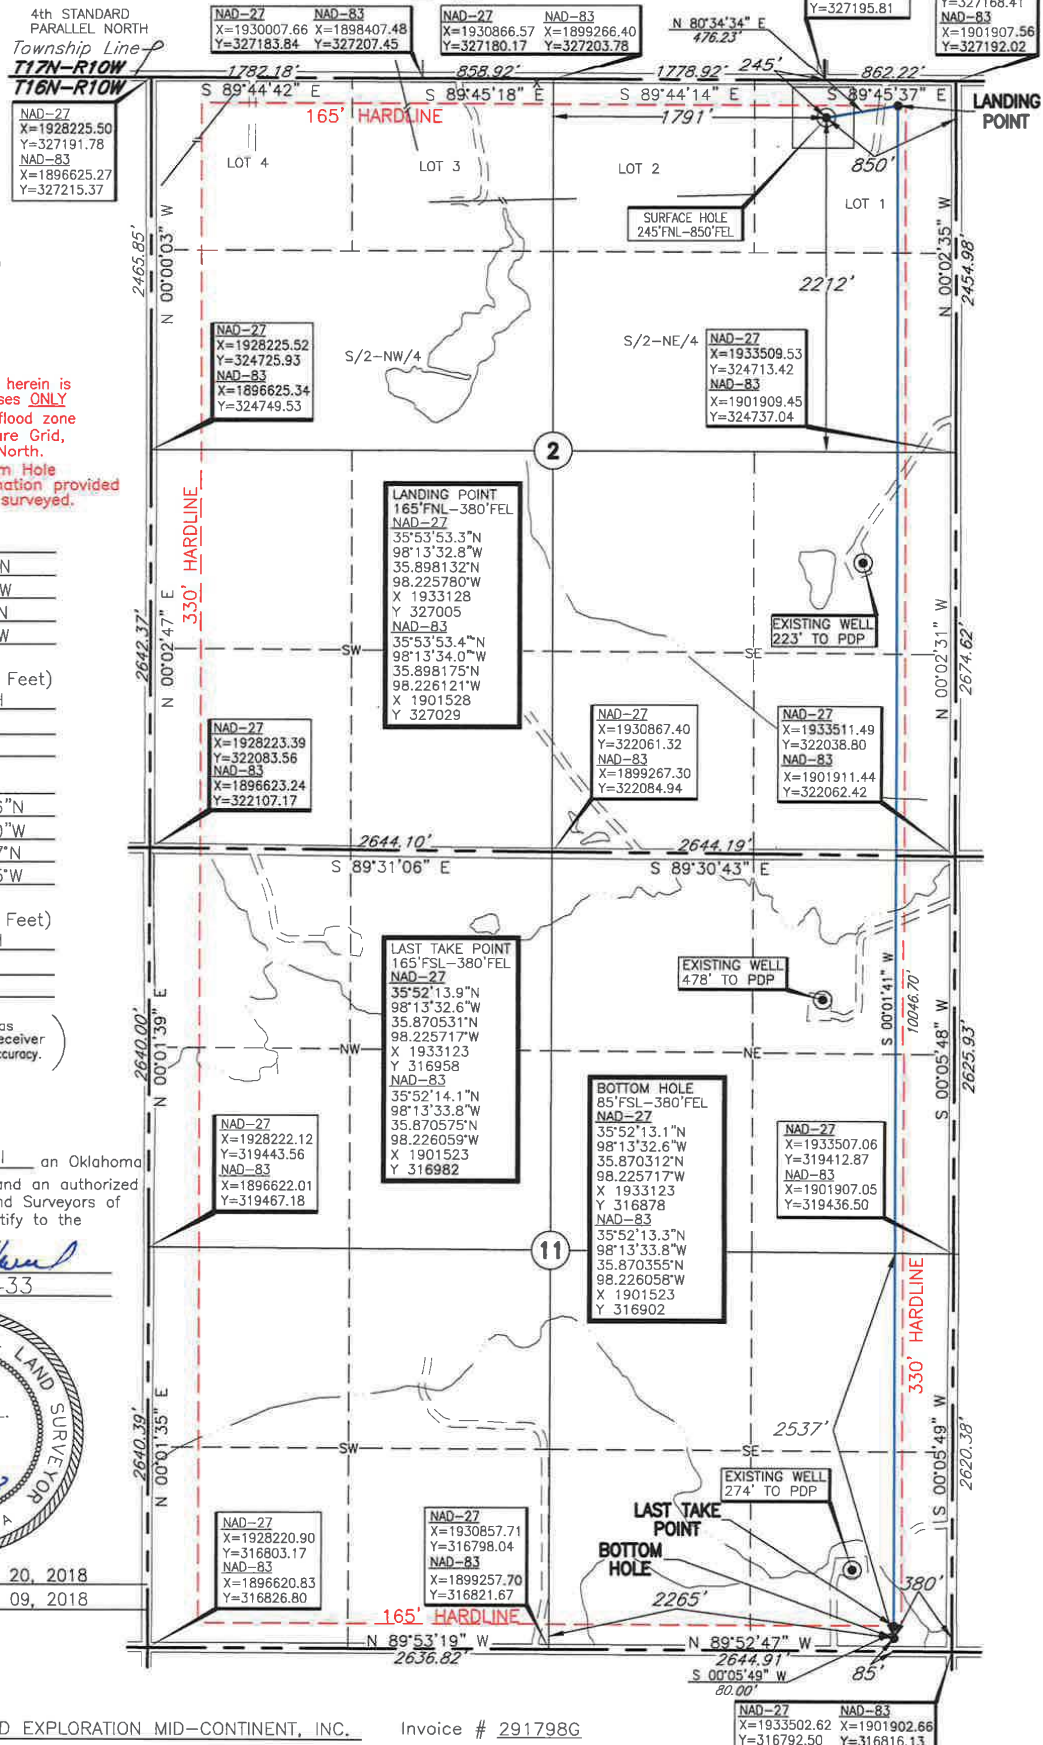 4th STANDARD
PARALLEL NORTH
Township Line
T17N-R10W
T16N-R10W
NAD-27 NAD-83
X=1930007.66 X=1898407.48
Y=327183.84 Y=327207.45
NAD-27 NAD-83
X=1930866.57 X=1899266.40
Y=327180.17 Y=327203.78
N 80°34'34" E
476.23'
Y=327195.81
Y=327168.41
NAD-83
X=1901907.56
Y=327192.02
1782.18' 858.92' 1778.92' 245' 862.22'
S 89°44'42" E S 89°45'18" E S 89°44'14" E S 89°45'37" E
LANDING
POINT
165' HARDLINE
1791'
850'
NAD-27
X=1928225.50
Y=327191.78
NAD-83
X=1896625.27
Y=327215.37
LOT 4
LOT 3
LOT 2
LOT 1
SURFACE HOLE
245'FNL-850'FEL
2465.85'
N 00°00'03" W
N 00°02'35" W
2454.98'
2212'
NAD-27
X=1928225.52
Y=324725.93
NAD-83
X=1896625.34
Y=324749.53
S/2-NW/4
S/2-NE/4
NAD-27
X=1933509.53
Y=324713.42
NAD-83
X=1901909.45
Y=324737.04
herein is
ses ONLY
flood zone
re Grid,
North.
m Hole
nation provided
surveyed.
2
330' HARDLINE
LANDING POINT
165'FNL-380'FEL
NAD-27
35°53'53.3"N
98°13'32.8"W
35.898132°N
98.225780°W
X 1933128
Y 327005
NAD-83
35°53'53.4"N
98°13'34.0"W
35.898175°N
98.226121°W
X 1901528
Y 327029
EXISTING WELL
223' TO PDP
N
W
N
W
Feet)
2642.37'
N 00°02'47" E
SW
SE
N 00°02'31" W
2674.62'
NAD-27
X=1928223.39
Y=322083.56
NAD-83
X=1896623.24
Y=322107.17
NAD-27
X=1930867.40
Y=322061.32
NAD-83
X=1899267.30
Y=322084.94
NAD-27
X=1933511.49
Y=322038.80
NAD-83
X=1901911.44
Y=322062.42
"N
"W
°N
°W
Feet)
2644.10'
S 89°31'06" E
2644.19'
S 89°30'43" E
LAST TAKE POINT
165'FSL-380'FEL
NAD-27
35°52'13.9"N
98°13'32.6"W
35.870531°N
98.225717°W
X 1933123
Y 316958
NAD-83
35°52'14.1"N
98°13'33.8"W
35.870575°N
98.226059°W
X 1901523
Y 316982
EXISTING WELL
478' TO PDP
S 00°01'41" W
10046.70'
as
eceiver
ccuracy.
2640.00'
N 00°01'39" E
NW
NE
S 00°05'48" W
2625.93'
BOTTOM HOLE
85'FSL-380'FEL
NAD-27
35°52'13.1"N
98°13'32.6"W
35.870312°N
98.225717°W
X 1933123
Y 316878
NAD-83
35°52'13.3"N
98°13'33.8"W
35.870355°N
98.226058°W
X 1901523
Y 316902
NAD-27
X=1928222.12
Y=319443.56
NAD-83
X=1896622.01
Y=319467.18
NAD-27
X=1933507.06
Y=319412.87
NAD-83
X=1901907.05
Y=319436.50
an Oklahoma
and an authorized
nd Surveyors of
tify to the
-33
11
330' HARDLINE
LAND SURVEYOR
2640.39'
N 00°01'35" E
SW
SE
2537'
S 00°05'49" W
2620.38'
EXISTING WELL
274' TO PDP
LAST TAKE
POINT
BOTTOM
HOLE
NAD-27
X=1928220.90
Y=316803.17
NAD-83
X=1896620.83
Y=316826.80
NAD-27
X=1930857.71
Y=316798.04
NAD-83
X=1899257.70
Y=316821.67
20, 2018
09, 2018
2265'
380'
165' HARDLINE
N 89°53'19" W
2636.82'
N 89°52'47" W
2644.91'
S 00°05'49" W
80.00'
85'
NAD-27 NAD-83
X=1933502.62 X=1901902.66
Y=316792.50 Y=316816.13
D EXPLORATION MID-CONTINENT, INC. Invoice # 291798G